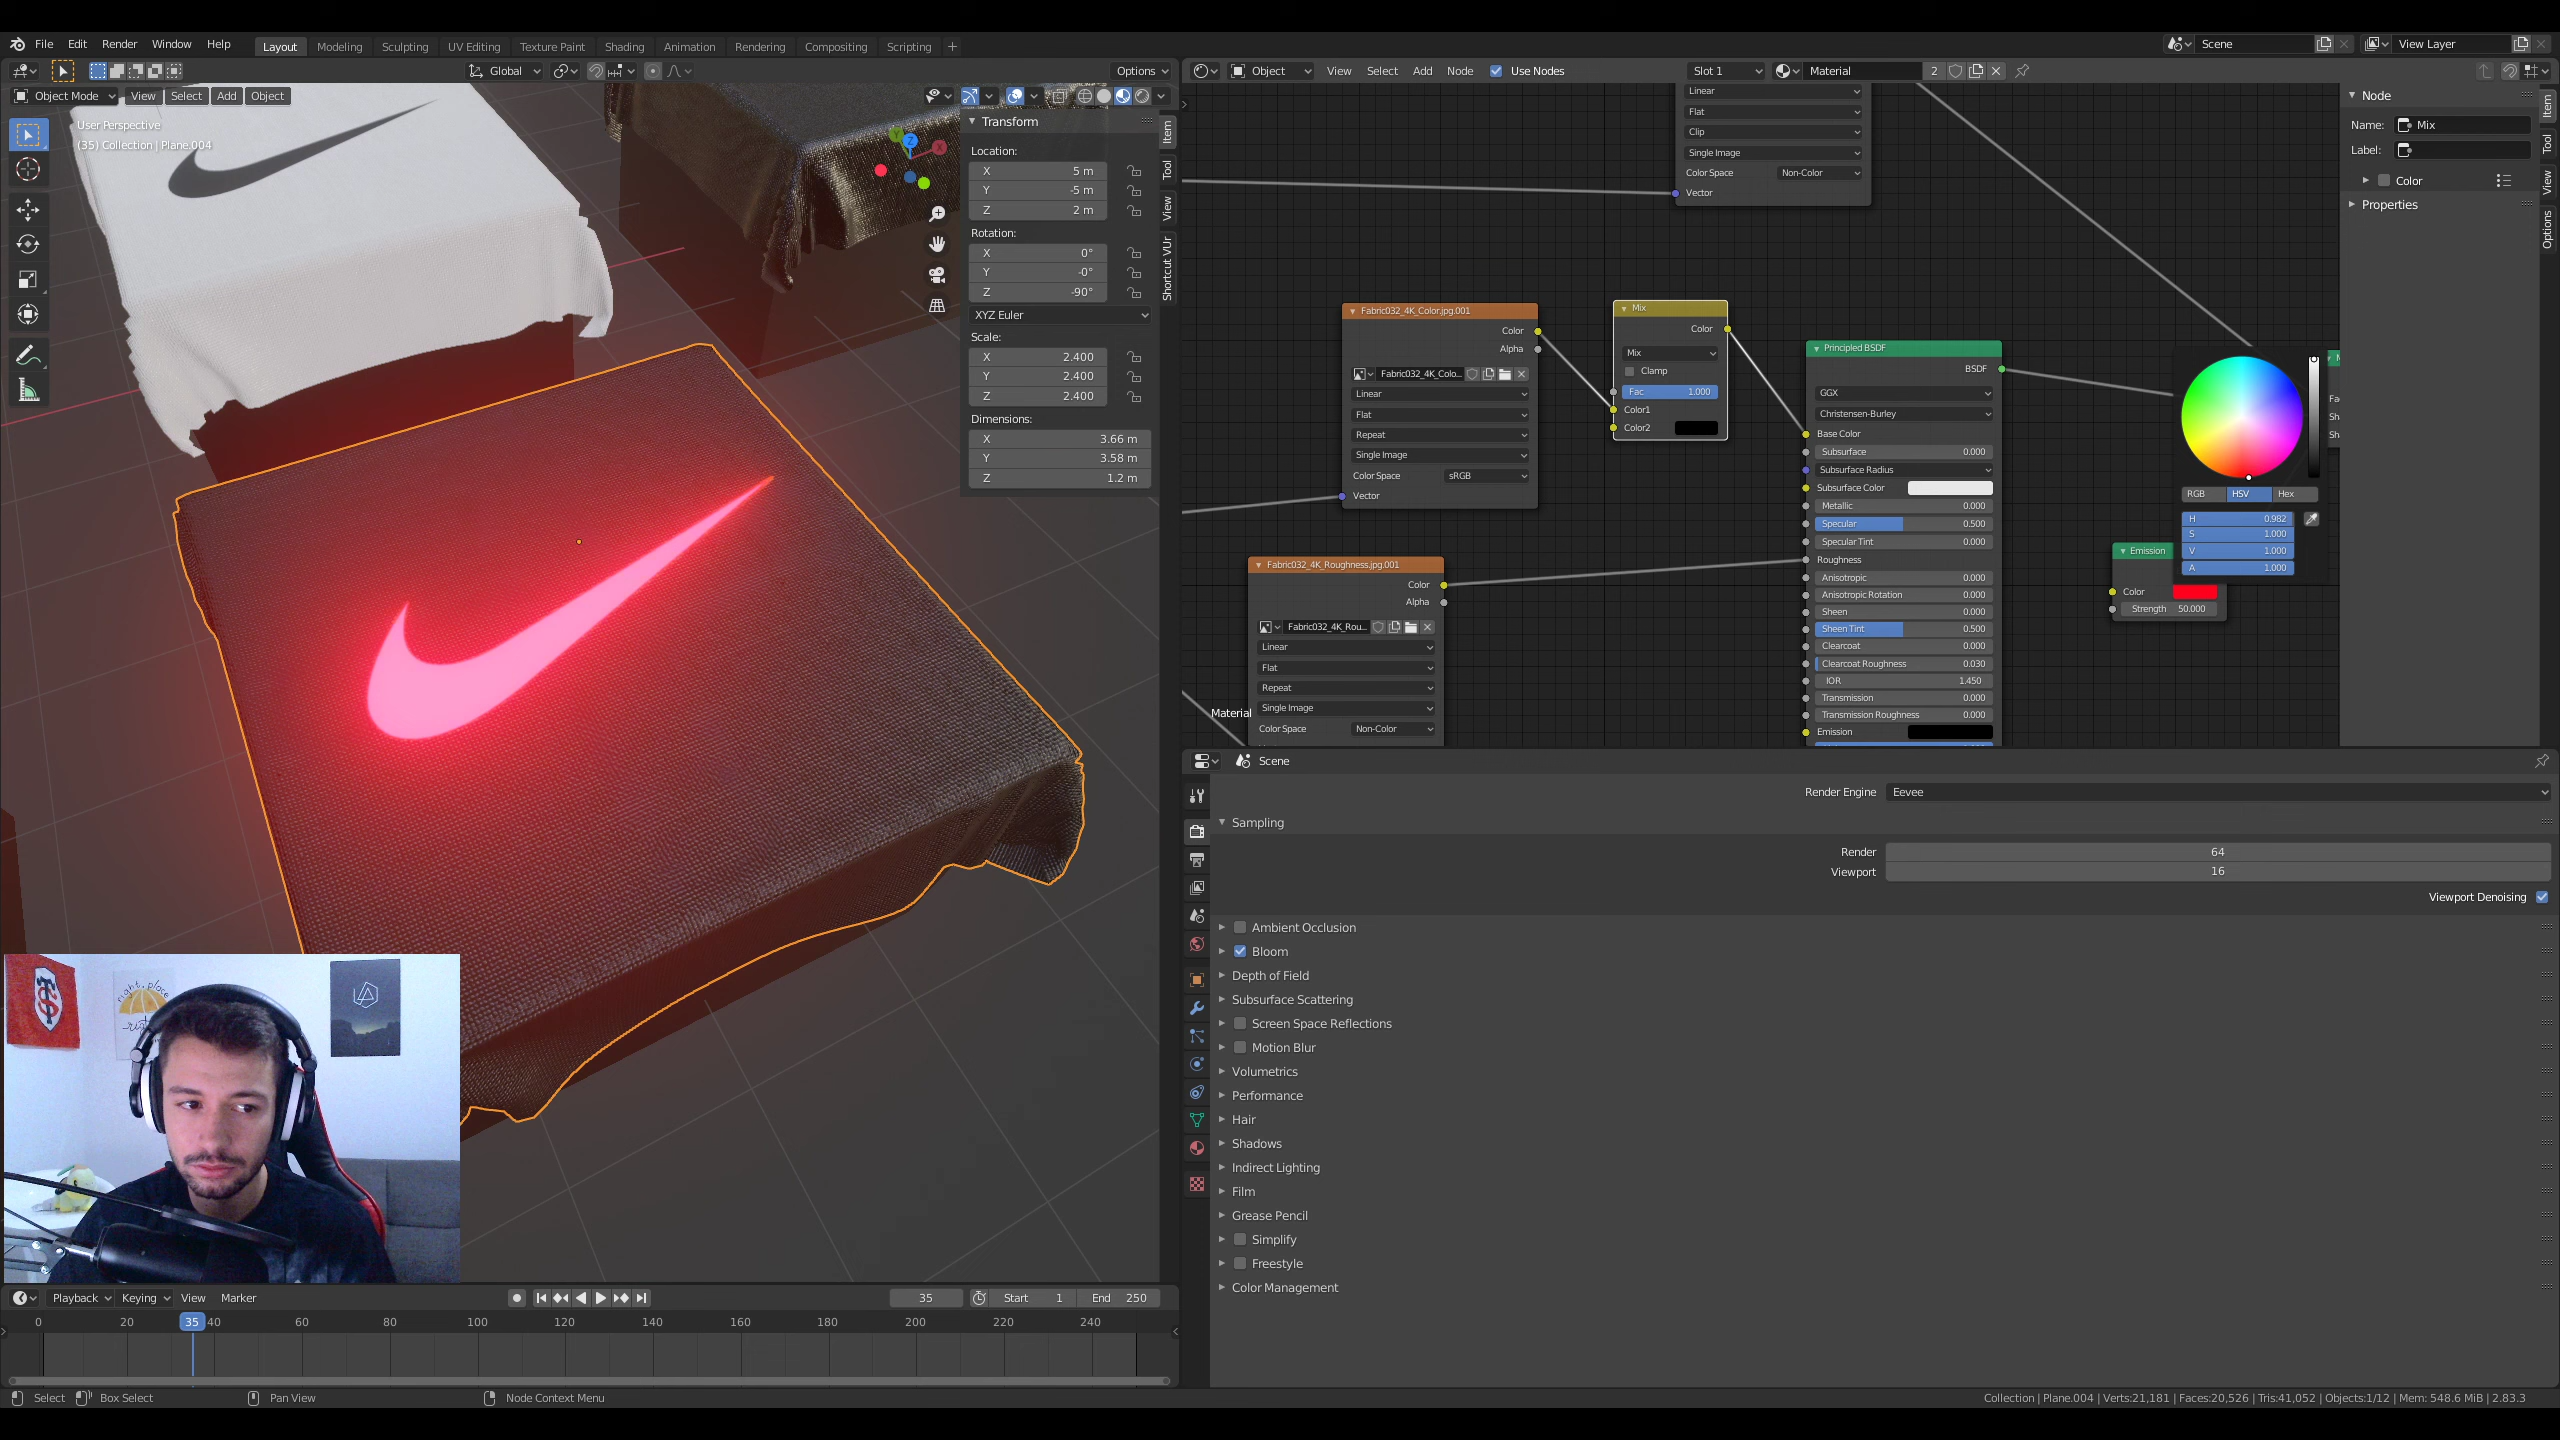 File Edit Render Window Help Layout Modeling Sculpting UV Editing Texture Paint Shading Animation Rendering Compositing Scripting + Scene View Layer
Global Options Object View Select Add Node Use Nodes Slot 1 Material 2
Object Mode View Select Add Object
User Perspective
(35) Collection | Plane.004
Transform
Location:
X 5 m
Y -5 m
Z 2 m
Rotation:
X 0°
Y -0°
Z -90°
XYZ Euler
Scale:
X 2.400
Y 2.400
Z 2.400
Dimensions:
X 3.66 m
Y 3.58 m
Z 1.2 m
Item
Tool
View
Shortcut VUr
Linear
Flat
Clip
Single Image
Color Space Non-Color
Vector
Fabric032_4K_Color.jpg.001
Color
Alpha
Fabric032_4K_Colo...
Linear
Flat
Repeat
Single Image
Color Space sRGB
Vector
Mix
Color
Mix
Clamp
Fac 1.000
Color1
Color2
Fabric032_4K_Roughness.jpg.001
Color
Alpha
Fabric032_4K_Rou...
Linear
Flat
Repeat
Single Image
Color Space Non-Color
Material
Principled BSDF
BSDF
GGX
Christensen-Burley
Base Color
Subsurface 0.000
Subsurface Radius
Subsurface Color
Metallic 0.000
Specular 0.500
Specular Tint 0.000
Roughness
Anisotropic 0.000
Anisotropic Rotation 0.000
Sheen 0.000
Sheen Tint 0.500
Clearcoat 0.000
Clearcoat Roughness 0.030
IOR 1.450
Transmission 0.000
Transmission Roughness 0.000
Emission
Emission
Color
Strength 50.000
RGB HSV Hex
H 0.982
S 1.000
V 1.000
A 1.000
Fa
Sh
Sh
Node
Name: Mix
Label:
Color
Properties
Item
Tool
View
Options
Scene
Render Engine Eevee
Sampling
Render 64
Viewport 16
Viewport Denoising
Ambient Occlusion
Bloom
Depth of Field
Subsurface Scattering
Screen Space Reflections
Motion Blur
Volumetrics
Performance
Hair
Shadows
Indirect Lighting
Film
Grease Pencil
Simplify
Freestyle
Color Management
right, place
righ
Playback Keying View Marker 35 Start 1 End 250
0 20 35 40 60 80 100 120 140 160 180 200 220 240
Select Box Select Pan View Node Context Menu Collection | Plane.004 | Verts:21,181 | Faces:20,526 | Tris:41,052 | Objects:1/12 | Mem: 548.6 MiB | 2.83.3